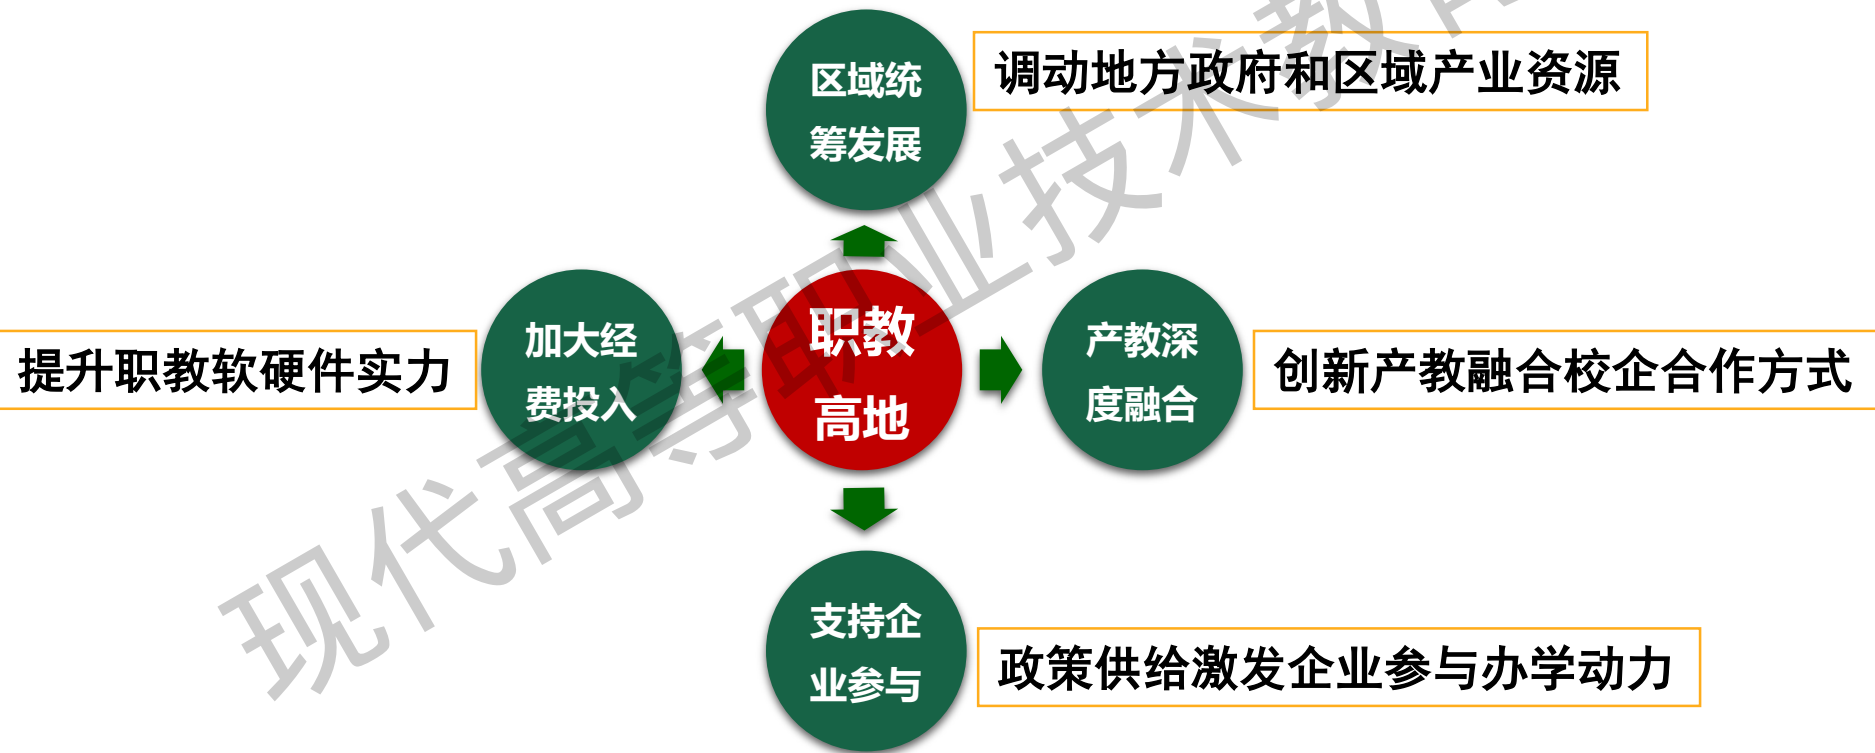 区域统
筹发展
调动地方政府和区域产业资源
提升职教软硬件实力
加大经
费投入
职教
高地
产教深
度融合
创新产教融合校企合作方式
支持企
业参与
政策供给激发企业参与办学动力
现代高等职业技术教育